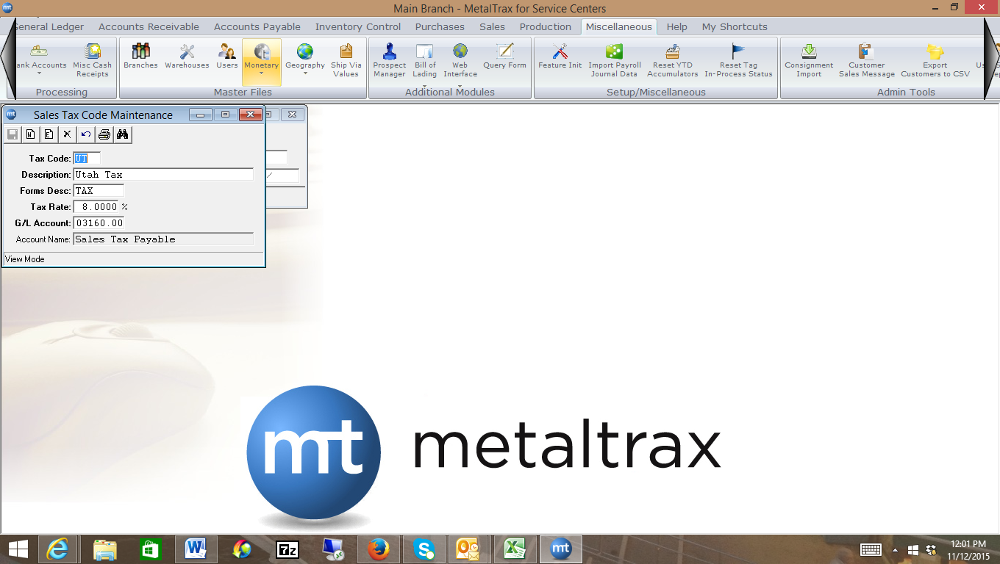 mt
Main Branch - MetalTrax for Service Centers
General Ledger Accounts Receivable Accounts Payable Inventory Control Purchases Sales Production Miscellaneous Help My Shortcuts
ank Accounts Misc Cash Receipts Branches Warehouses Users Monetary Geography Ship Via Values Prospect Manager Bill of Lading Web Interface Query Form Feature Init Import Payroll Journal Data Reset YTD Accumulators Reset Tag In-Process Status Consignment Import Customer Sales Message Export Customers to CSV
Processing Master Files Additional Modules Setup/Miscellaneous Admin Tools
mt Sales Tax Code Maintenance
N E
Tax Code: UT
Description: Utah Tax
/
Forms Desc: TAX
Tax Rate: 8.0000 %
G/L Account: 03160.00
Account Name: Sales Tax Payable
View Mode
mt metaltrax
7z
mt
12:01 PM
11/12/2015